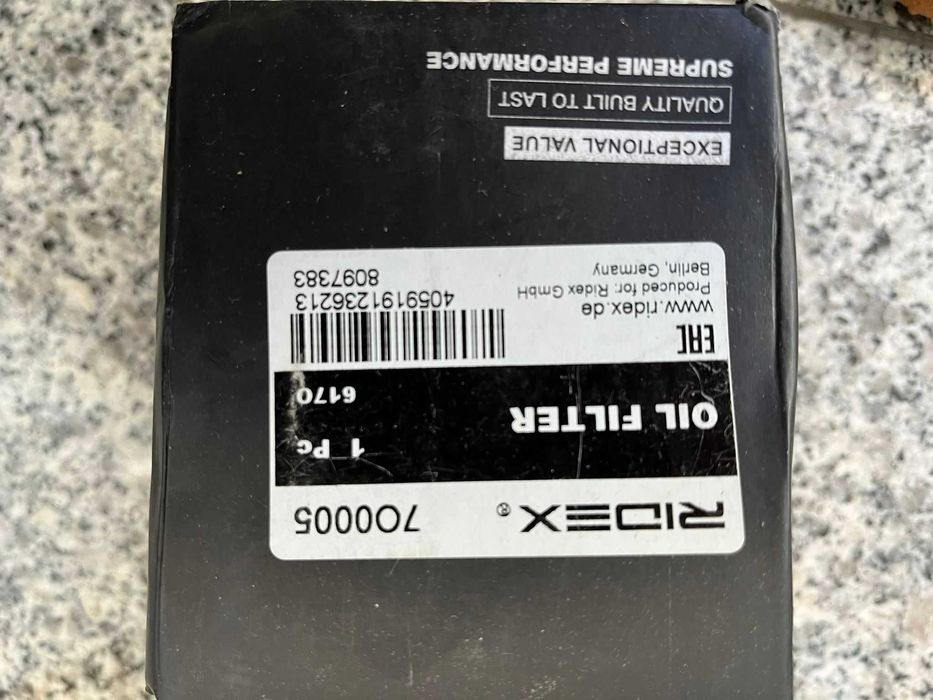 RIDEX® 7O0005
OIL FILTER
1 Pc
6170
EAC
www.ridex.de
Produced for: Ridex GmbH
Berlin, Germany
4059191236213
8097383
EXCEPTIONAL VALUE
QUALITY BUILT TO LAST
SUPREME PERFORMANCE